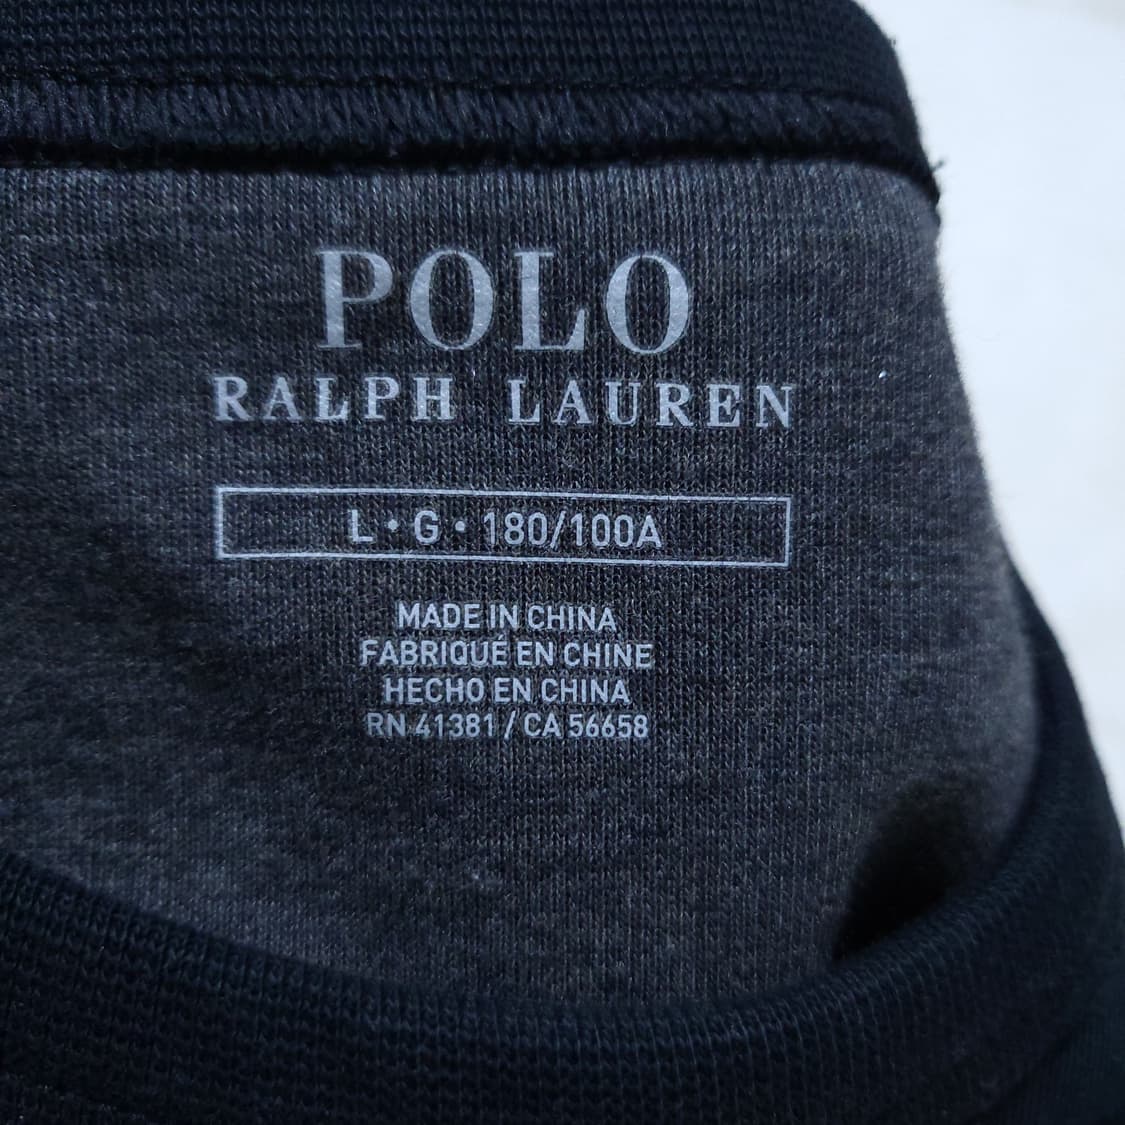 POLO
RALPH LAUREN
L • G • 180/100A
MADE IN CHINA
FABRIQUÉ EN CHINE
HECHO EN CHINA
RN 41381 / CA 56658